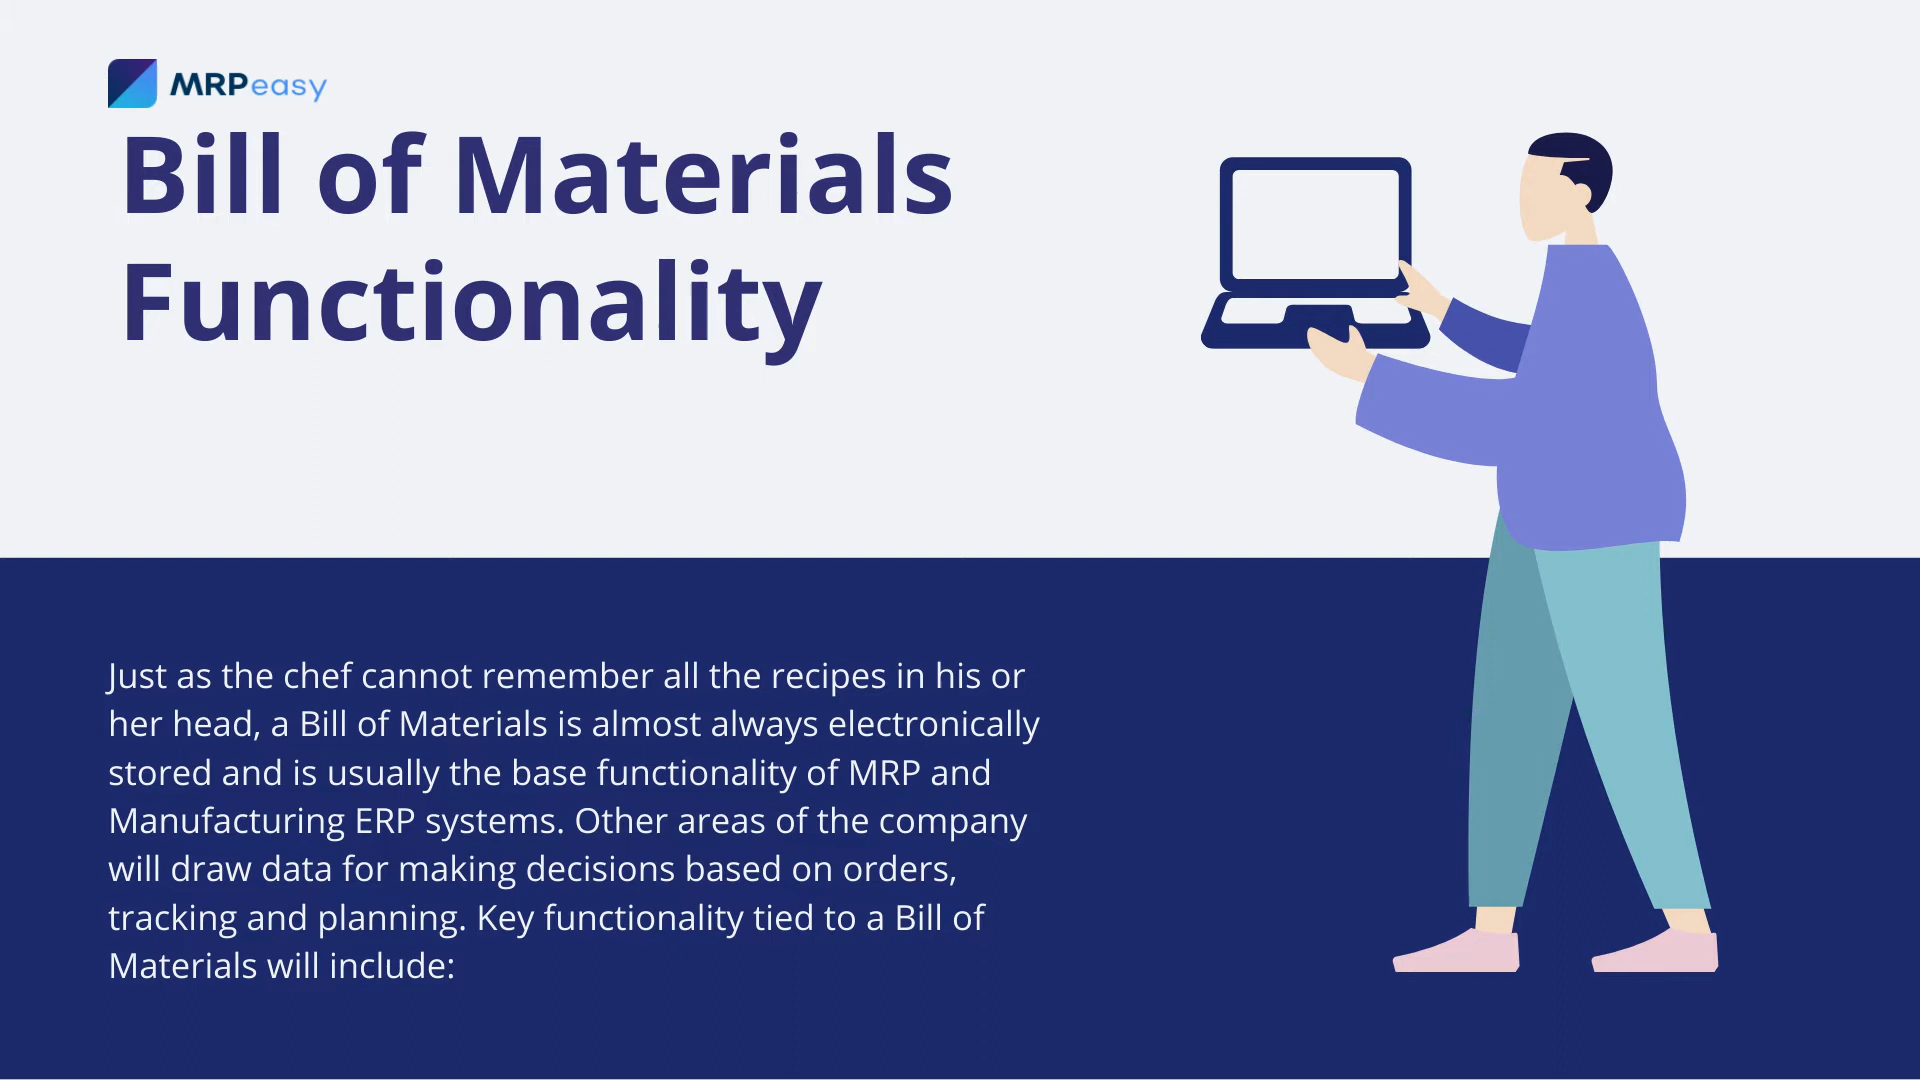 MRPeasy
Bill of Materials
Functionality
Just as the chef cannot remember all the recipes in his or
her head, a Bill of Materials is almost always electronically
stored and is usually the base functionality of MRP and
Manufacturing ERP systems. Other areas of the company
will draw data for making decisions based on orders,
tracking and planning. Key functionality tied to a Bill of
Materials will include: